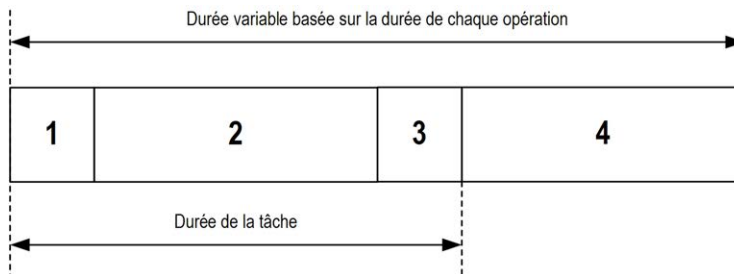 Durée variable basée sur la durée de chaque opération
1 2 3 4
Durée de la tâche